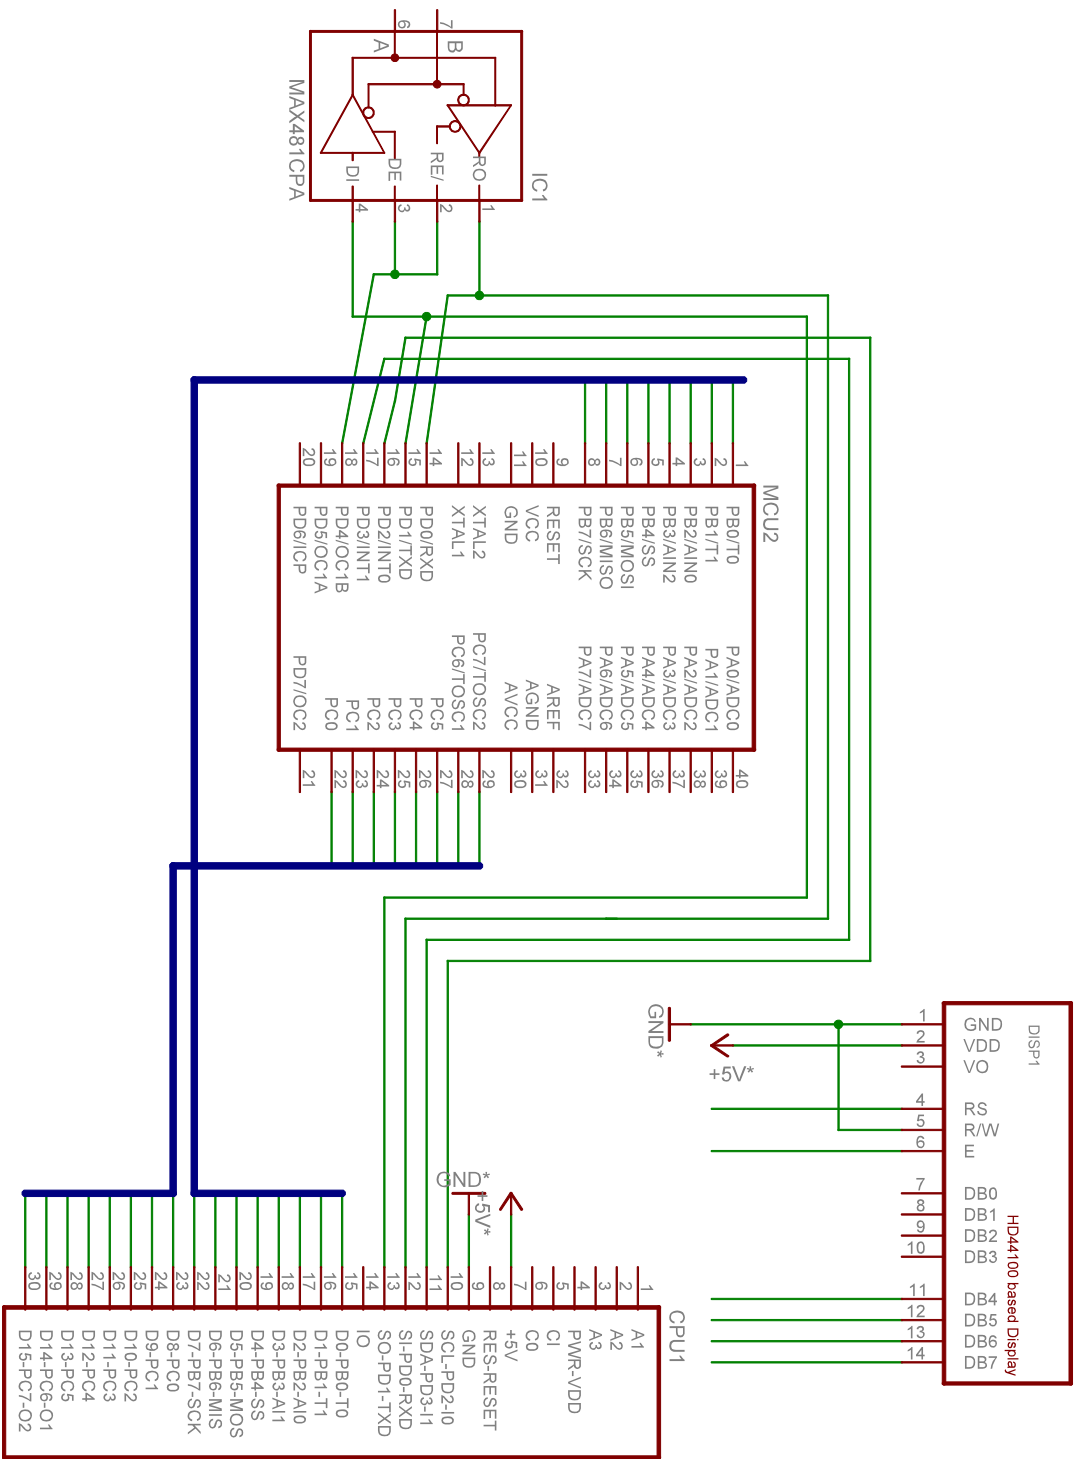 6
7
A
B
MAX481CPA
DI
DE
RE/
RO
IC1
4
3
2
1
20
19
18
17
16
15
14
12
13
11
10
9
8
7
6
5
4
3
2
1
MCU2
PD6/ICP
PD5/OC1A
PD4/OC1B
PD3/INT1
PD2/INT0
PD1/TXD
PD0/RXD
XTAL1
XTAL2
GND
VCC
RESET
PB7/SCK
PB6/MISO
PB5/MOSI
PB4/SS
PB3/AIN2
PB2/AIN0
PB1/T1
PB0/T0
PD7/OC2
PC0
PC1
PC2
PC3
PC4
PC5
PC6/TOSC1
PC7/TOSC2
AVCC
AGND
AREF
PA7/ADC7
PA6/ADC6
PA5/ADC5
PA4/ADC4
PA3/ADC3
PA2/ADC2
PA1/ADC1
PA0/ADC0
21
22
23
24
25
26
27
28
29
30
31
32
33
34
35
36
37
38
39
40
GND*
+5V*
DISP1
1 GND
2 VDD
3 VO
4 RS
5 R/W
6 E
7 DB0
8 DB1
9 DB2
10 DB3
11 DB4
12 DB5
13 DB6
14 DB7
HD44100 based Display
GND*
+5V*
30
29
28
27
26
25
24
23
22
21
20
19
18
17
16
15
14
13
12
11
10
9
8
7
6
5
4
3
2
1
CPU1
D15-PC7-O2
D14-PC6-O1
D13-PC5
D12-PC4
D11-PC3
D10-PC2
D9-PC1
D8-PC0
D7-PB7-SCK
D6-PB6-MIS
D5-PB5-MOS
D4-PB4-SS
D3-PB3-AI1
D2-PB2-AI0
D1-PB1-T1
D0-PB0-T0
IO
SO-PD1-TXD
SI-PD0-RXD
SDA-PD3-I1
SCL-PD2-I0
GND
RES-RESET
+5V
C0
CI
PWR-VDD
A3
A2
A1